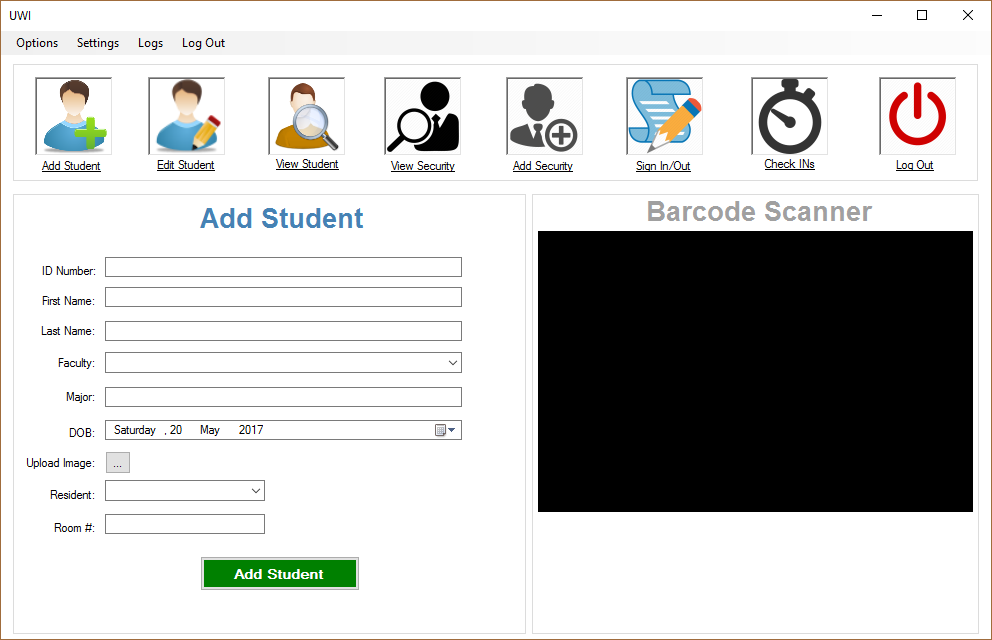 UWI
Options Settings Logs Log Out
Add Student Edit Student View Student View Security Add Security Sign In/Out Check INs Log Out
Add Student
ID Number:
First Name:
Last Name:
Faculty:
Major:
DOB: Saturday , 20 May 2017
Upload Image: ...
Resident:
Room #:
Add Student
Barcode Scanner